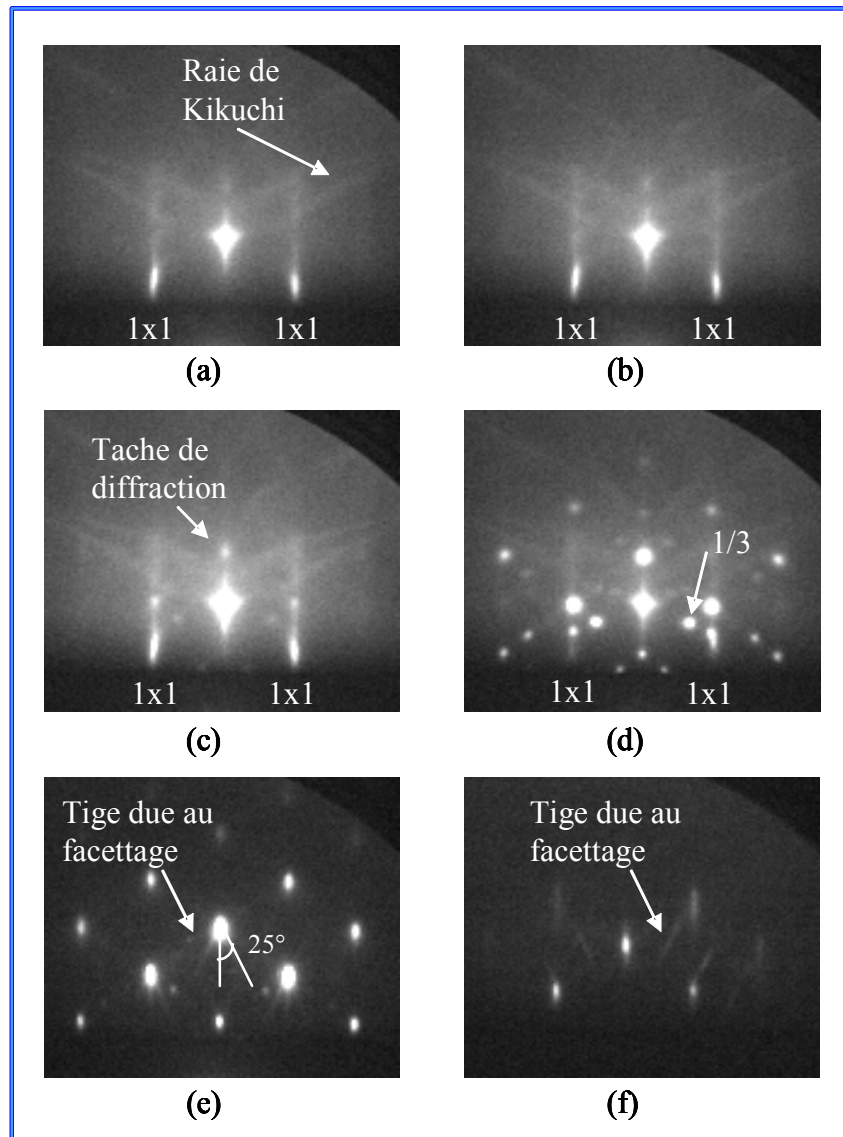 Raie de
Kikuchi
1x1 1x1
1x1 1x1
(a) (b)
Tache de
diffraction
1/3
1x1 1x1
1x1 1x1
(c) (d)
Tige due au
facettage
25°
Tige due au
facettage
(e) (f)